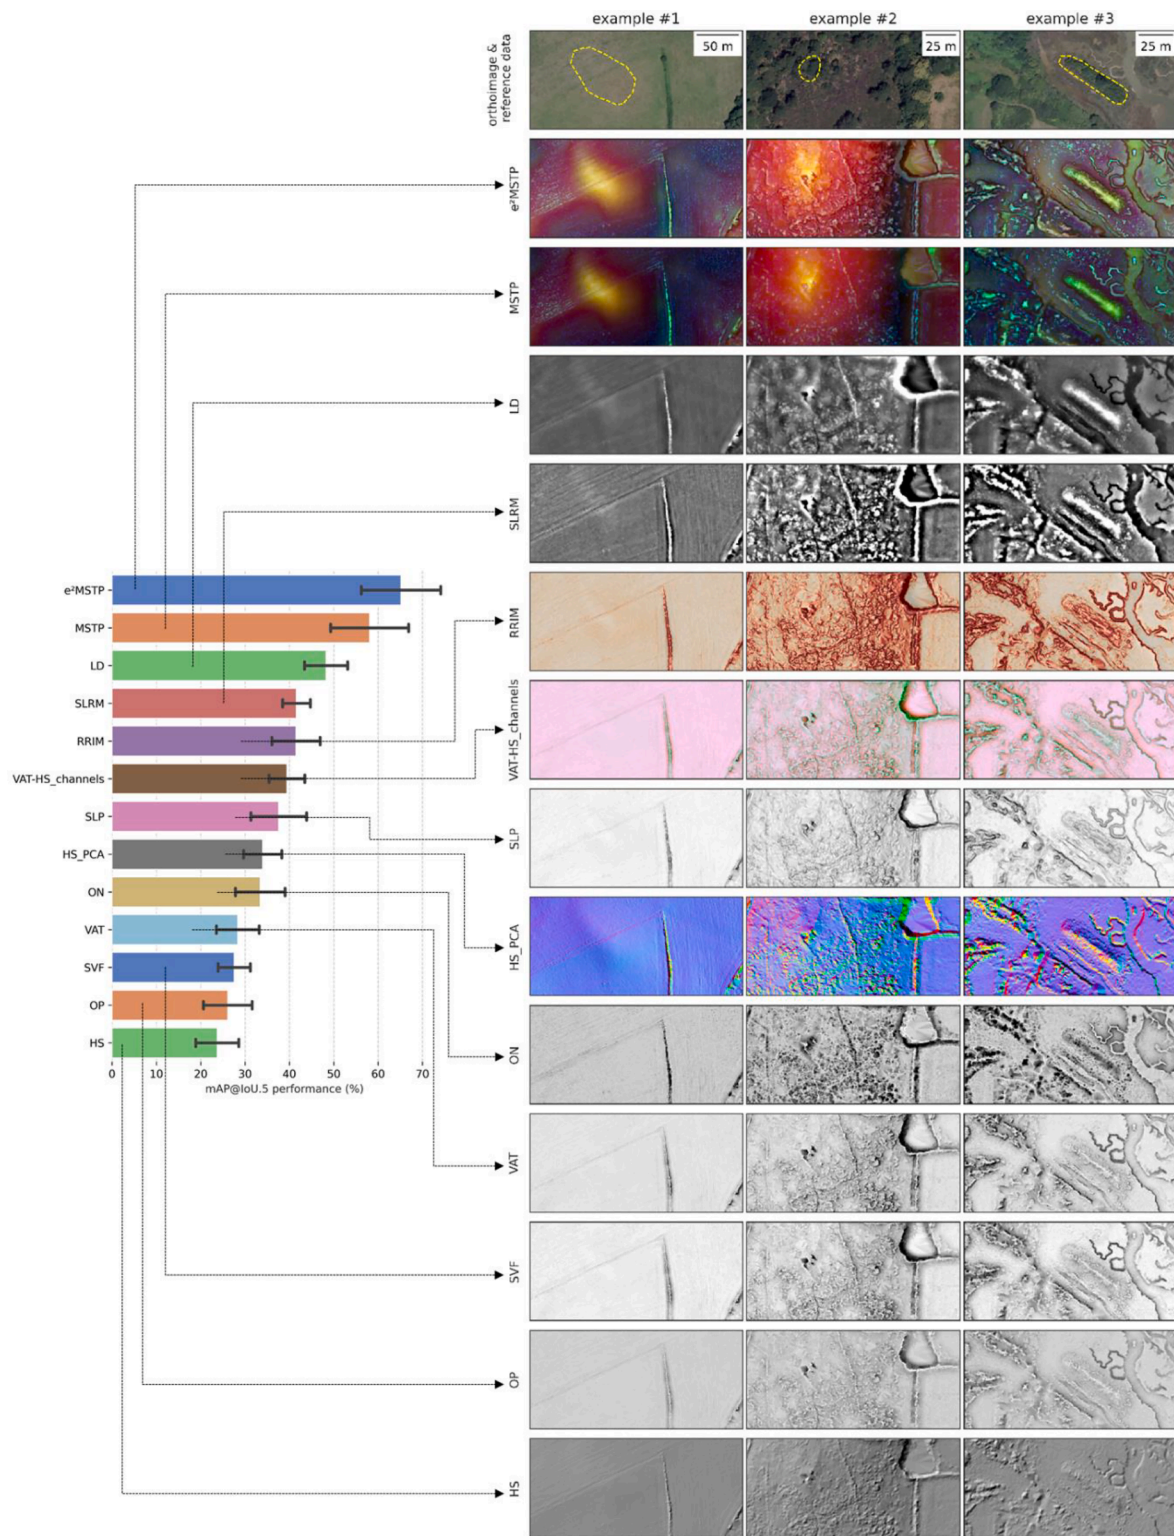 example #1
example #2
example #3
50 m
25 m
25 m
orthoimage &
reference data
e²MSTP
MSTP
LD
SLRM
RRIM
VAT-HS_channels
SLP
HS_PCA
ON
VAT
SVF
OP
HS
e²MSTP
MSTP
LD
SLRM
RRIM
VAT-HS_channels
SLP
HS_PCA
ON
VAT
SVF
OP
HS
0 10 20 30 40 50 60 70
mAP@IoU.5 performance (%)